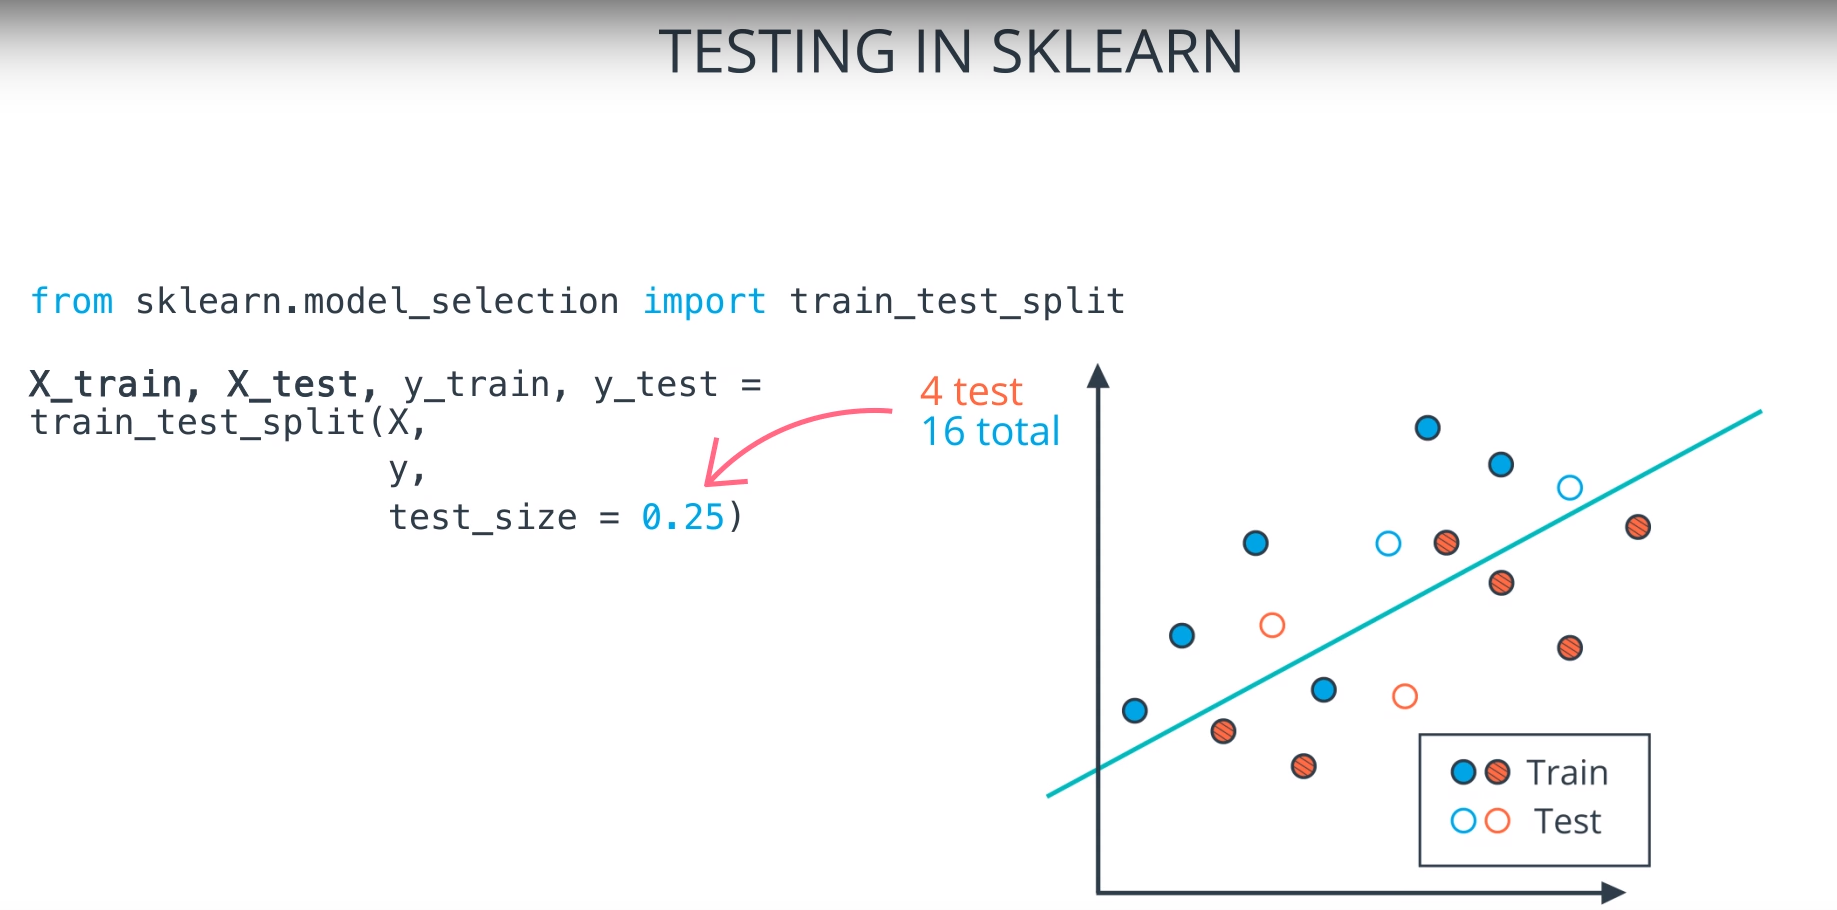 TESTING IN SKLEARN
from sklearn.model_selection import train_test_split
X_train, X_test, y_train, y_test =
train_test_split(X,
y,
test_size = 0.25)
4 test
16 total
Train
Test